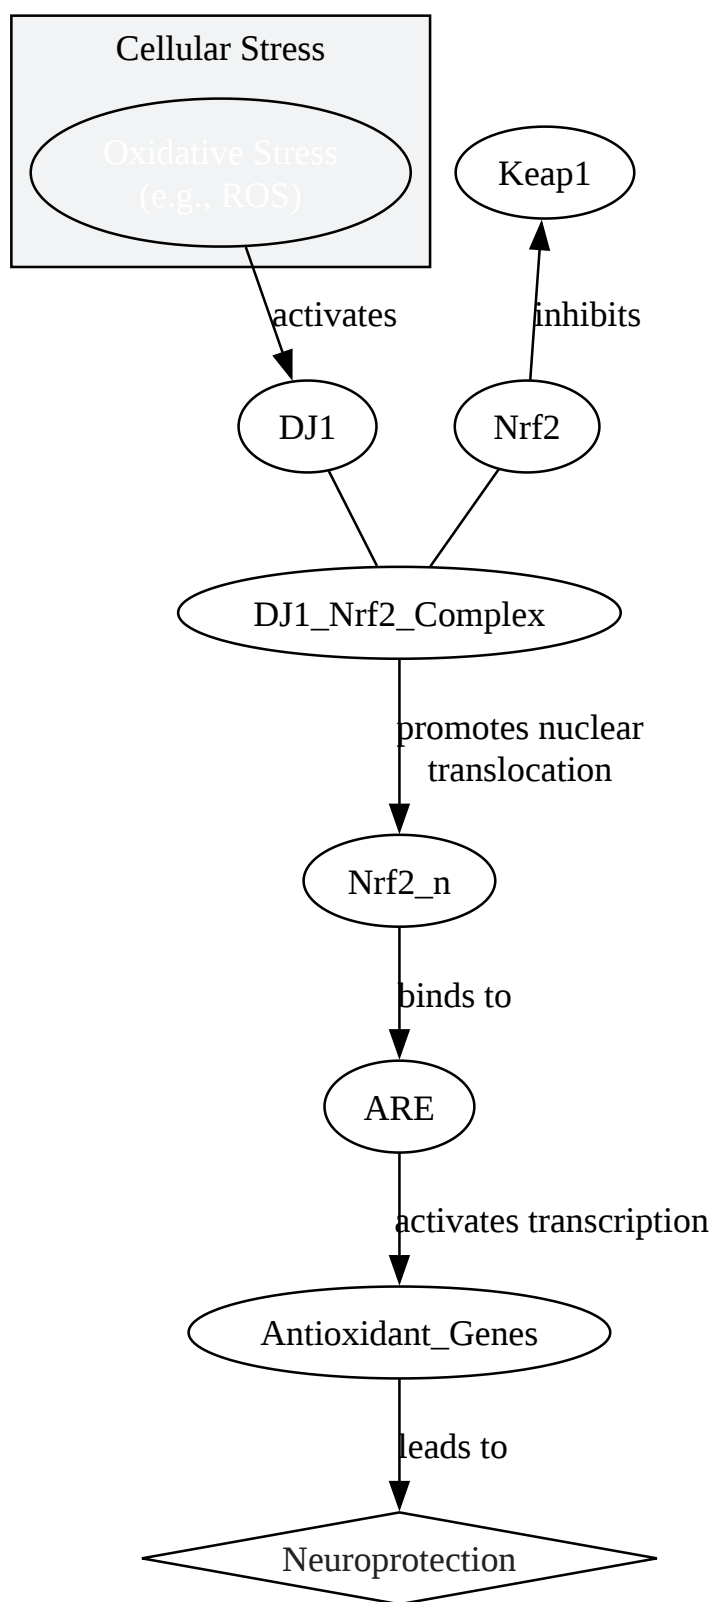 Cellular Stress
Oxidative Stress
(e.g., ROS)
Keap1
activates
inhibits
DJ1
Nrf2
DJ1_Nrf2_Complex
promotes nuclear
translocation
Nrf2_n
binds to
ARE
activates transcription
Antioxidant_Genes
leads to
Neuroprotection